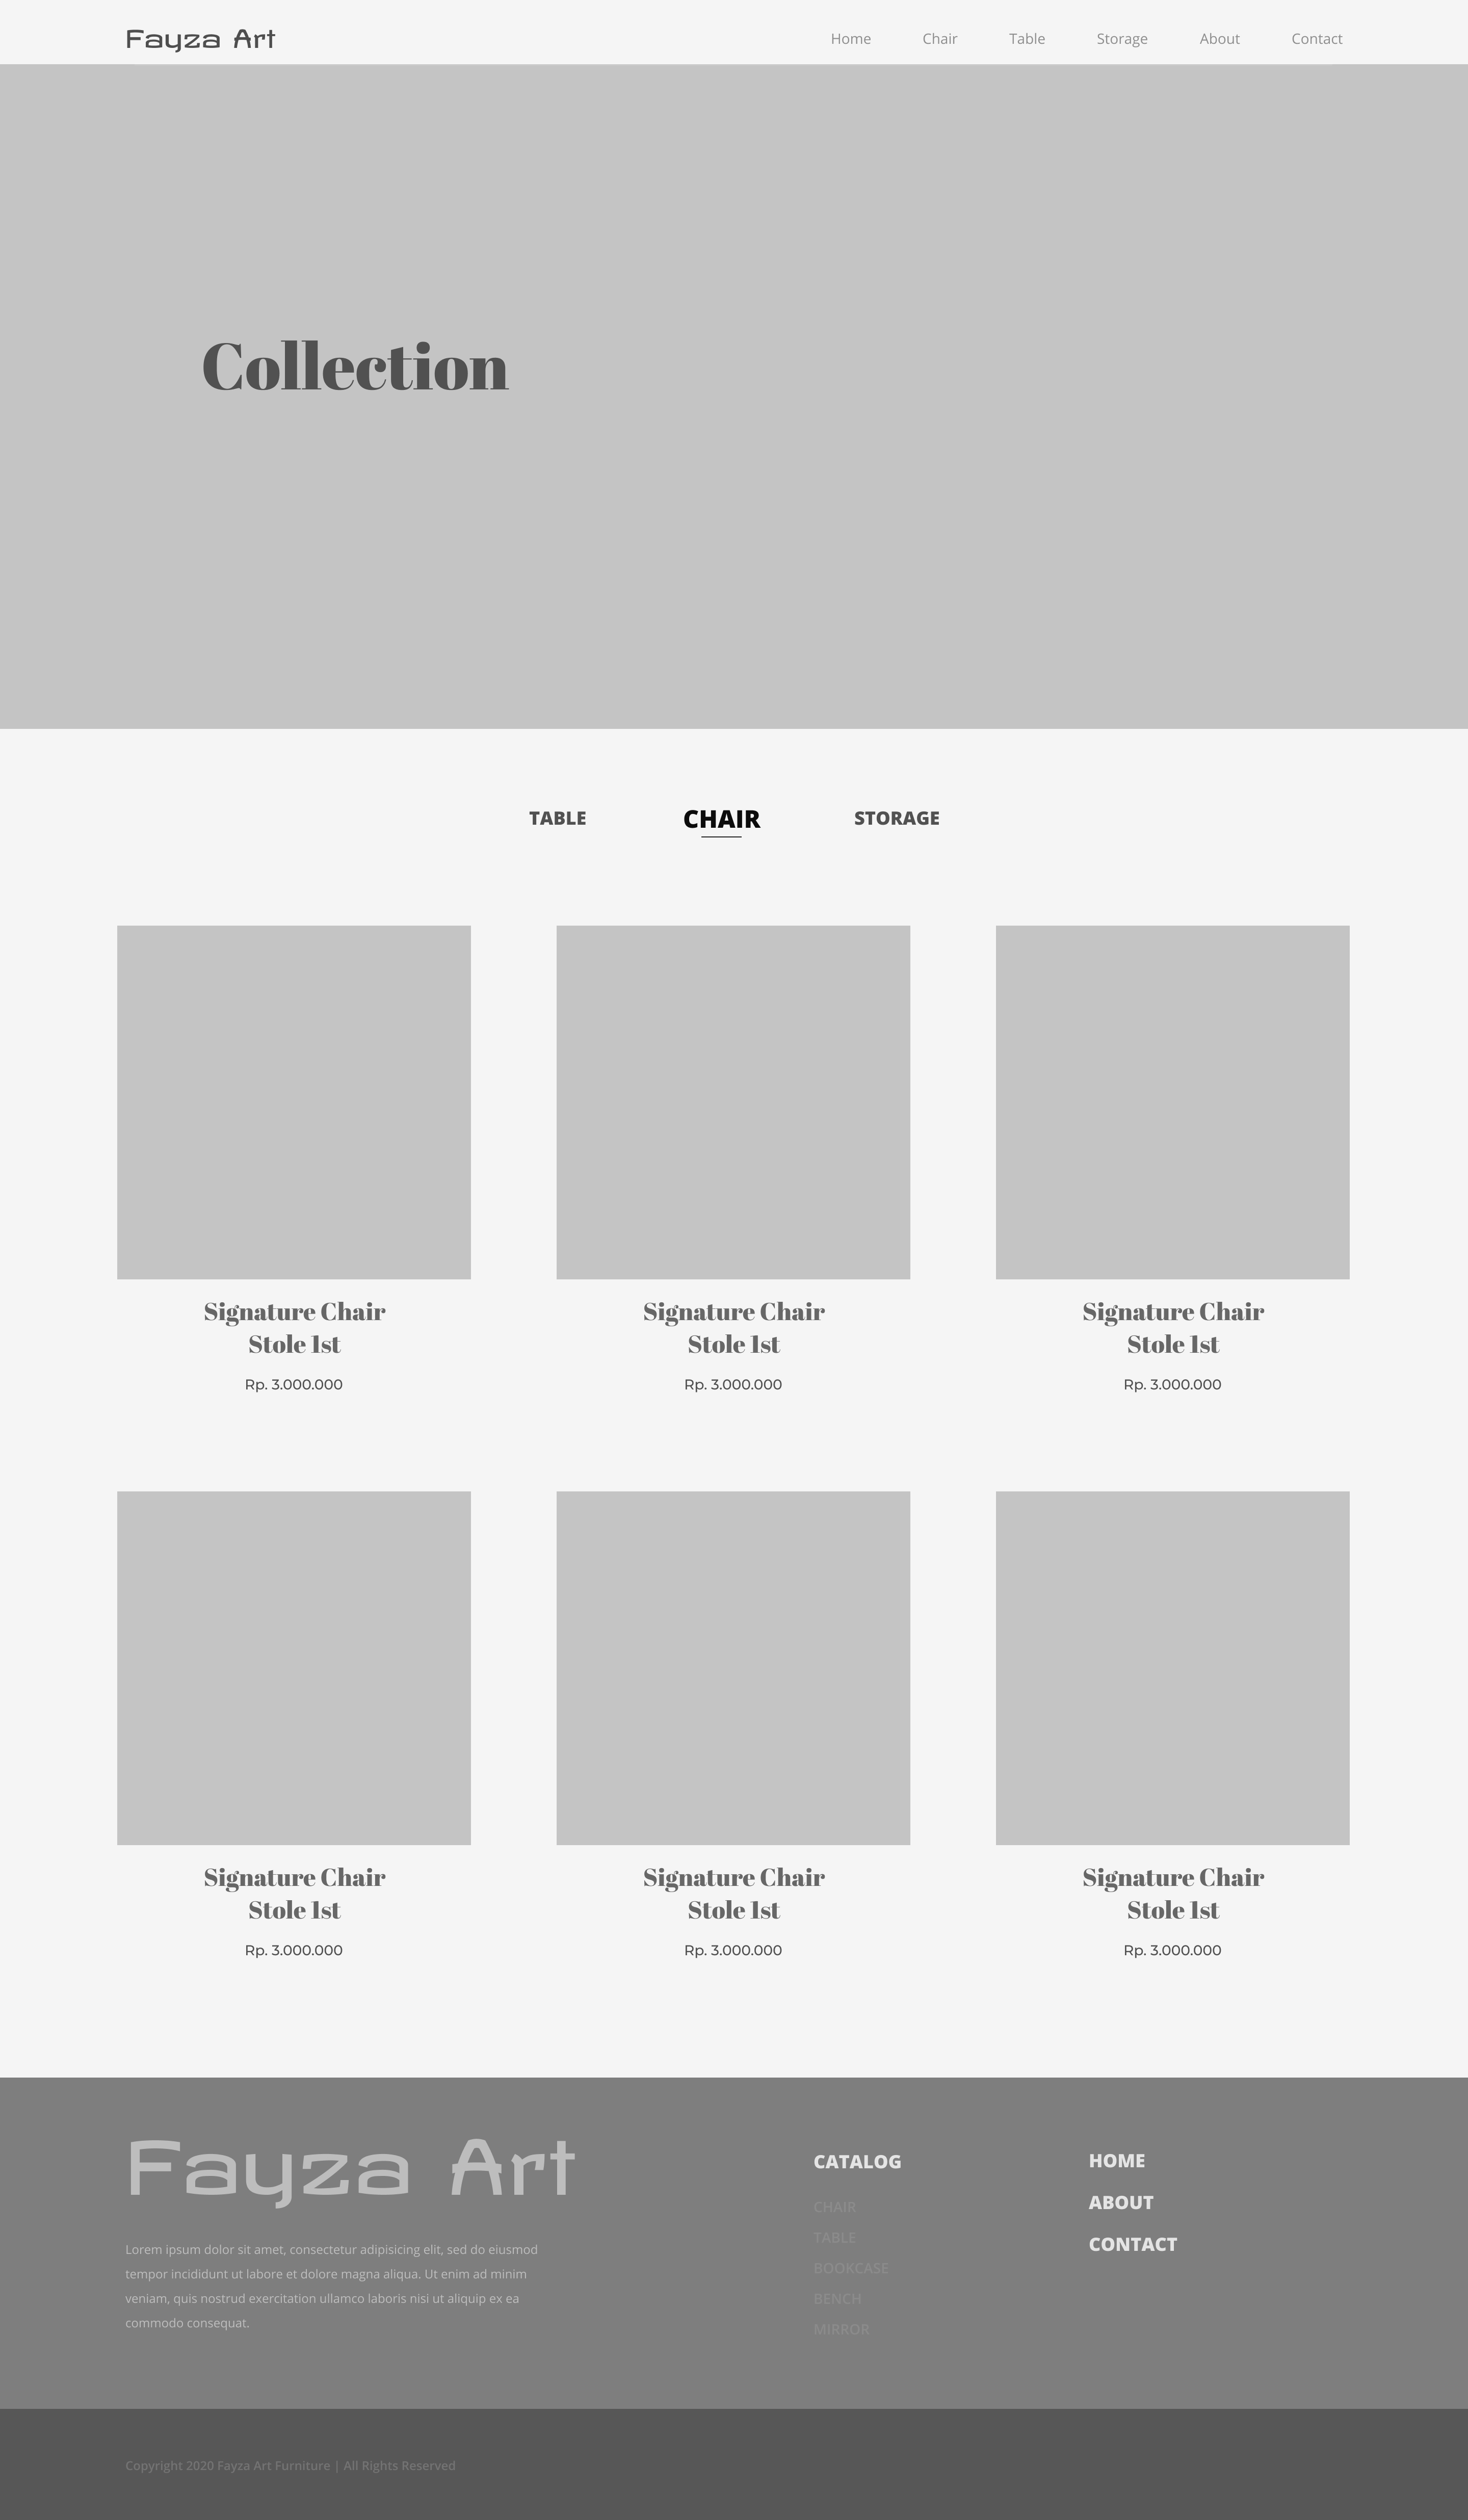 Fayza Art
Home Chair Table Storage About Contact
Collection
TABLE CHAIR STORAGE
Signature Chair
Stole 1st
Rp. 3.000.000
Signature Chair
Stole 1st
Rp. 3.000.000
Signature Chair
Stole 1st
Rp. 3.000.000
Signature Chair
Stole 1st
Rp. 3.000.000
Signature Chair
Stole 1st
Rp. 3.000.000
Signature Chair
Stole 1st
Rp. 3.000.000
Fayza Art
Lorem ipsum dolor sit amet, consectetur adipisicing elit, sed do eiusmod
tempor incididunt ut labore et dolore magna aliqua. Ut enim ad minim
veniam, quis nostrud exercitation ullamco laboris nisi ut aliquip ex ea
commodo consequat.
CATALOG
CHAIR
TABLE
BOOKCASE
BENCH
MIRROR
HOME
ABOUT
CONTACT
Copyright 2020 Fayza Art Furniture | All Rights Reserved